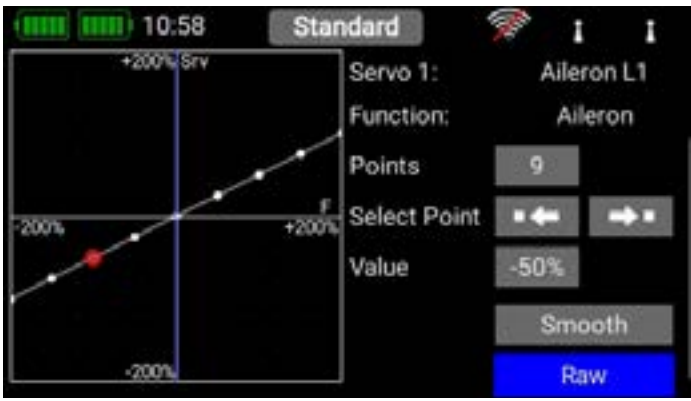 10:58 Standard
+200% Srv
-200%
F
+200%
-200%
Servo 1: Aileron L1
Function: Aileron
Points 9
Select Point
Value -50%
Smooth
Raw